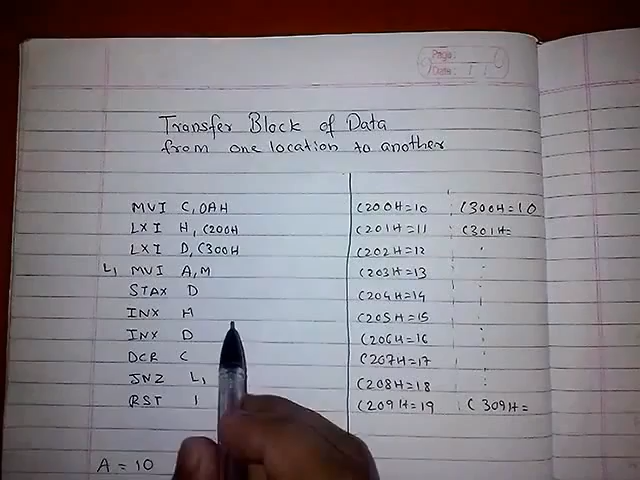 Page:
Date: / /
Transfer Block of Data
from one location to another
MVI C, 0AH
LXI H, C200H
LXI D, C300H
L1 MVI A, M
STAX D
INX H
INX D
DCR C
JNZ L1
RST 1
A = 10
C200H=10 C300H=10
C201H=11 C301H=
C202H=12 "
C203H=13 "
C204H=14 "
C205H=15 "
C206H=16
C207H=17
C208H=18
C209H=19 C309H=